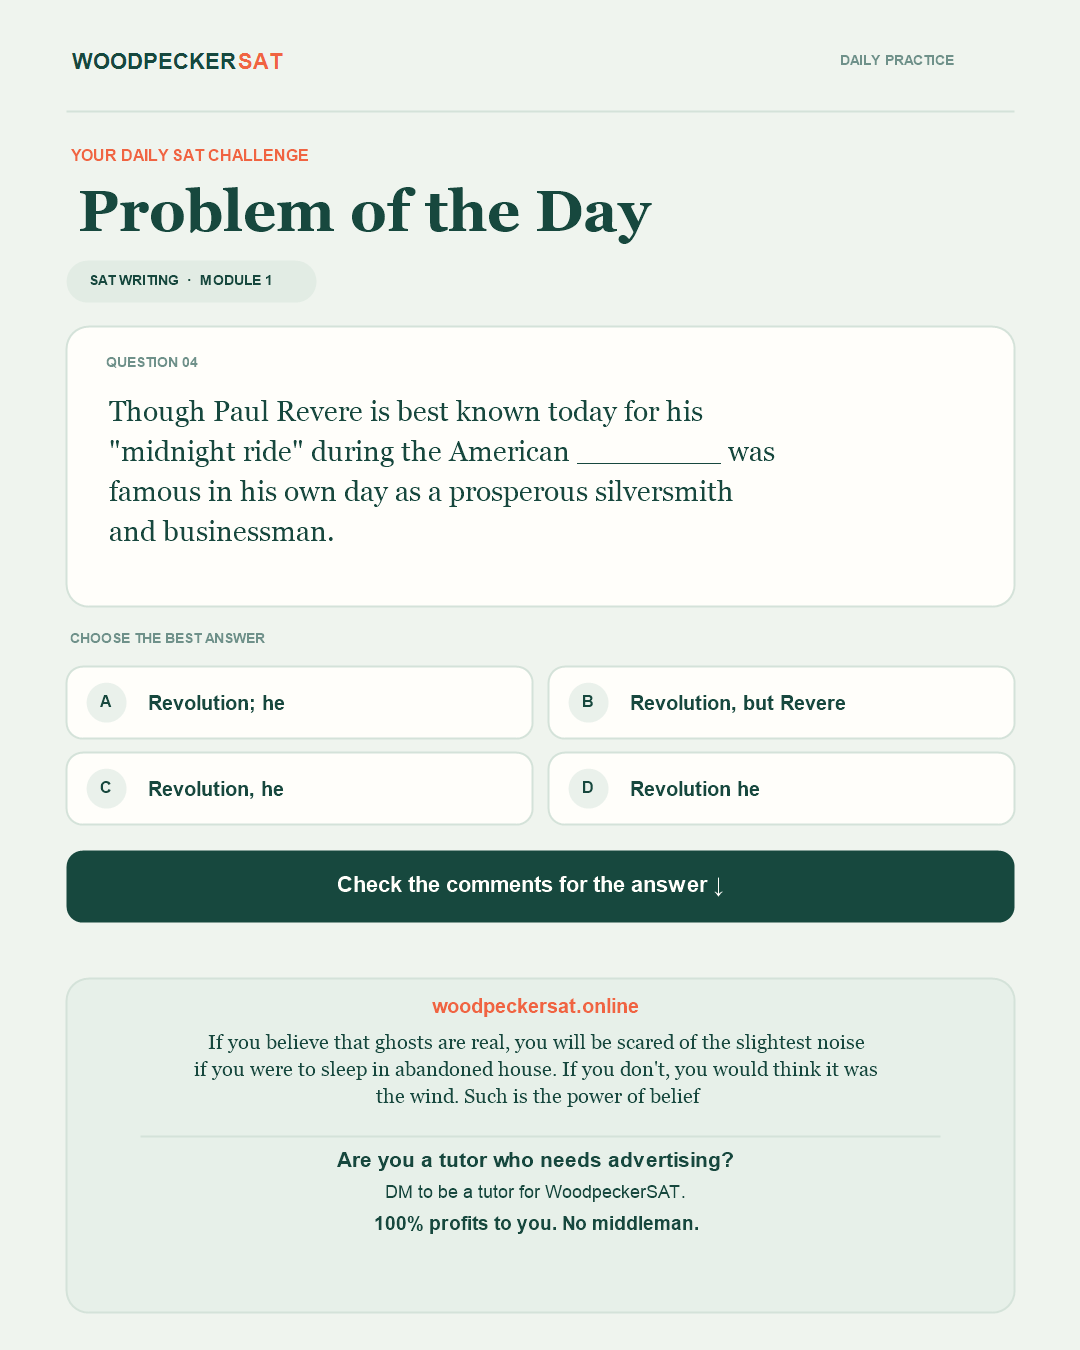 WOODPECKERSAT
DAILY PRACTICE
YOUR DAILY SAT CHALLENGE
Problem of the Day
SAT WRITING · MODULE 1
QUESTION 04
Though Paul Revere is best known today for his
"midnight ride" during the American __________ was
famous in his own day as a prosperous silversmith
and businessman.
CHOOSE THE BEST ANSWER
A Revolution; he
B Revolution, but Revere
C Revolution, he
D Revolution he
Check the comments for the answer ↓
woodpeckersat.online
If you believe that ghosts are real, you will be scared of the slightest noise
if you were to sleep in abandoned house. If you don't, you would think it was
the wind. Such is the power of belief
Are you a tutor who needs advertising?
DM to be a tutor for WoodpeckerSAT.
100% profits to you. No middleman.